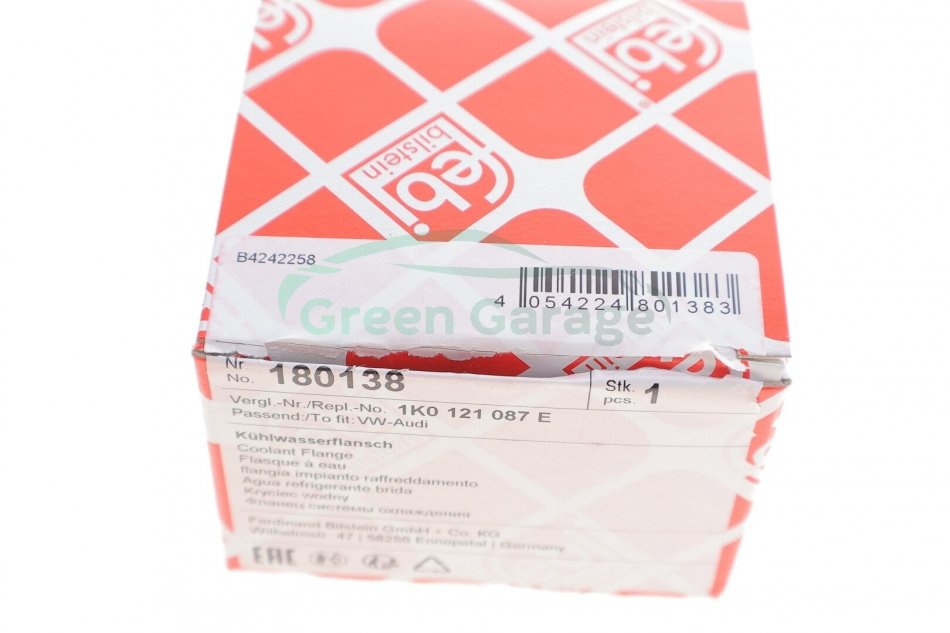 febi
bilstein
febi
bilstein
B4242258
4 054224 801383
Green Garage
Nr
No. 180138
Stk.
pcs. 1
Vergl.-Nr./Repl.-No. 1K0 121 087 E
Passend:/To fit: VW-Audi
Kühlwasserflansch
Coolant Flange
Flasque à eau
flangia impianto raffreddamento
Agua refrigerante brida
Kryciec wodny
Фланец системы охлаждения
Ferdinand Bilstein GmbH + Co. KG
Wilhelmstr. 47 | 58256 Ennepetal | Germany
EAC